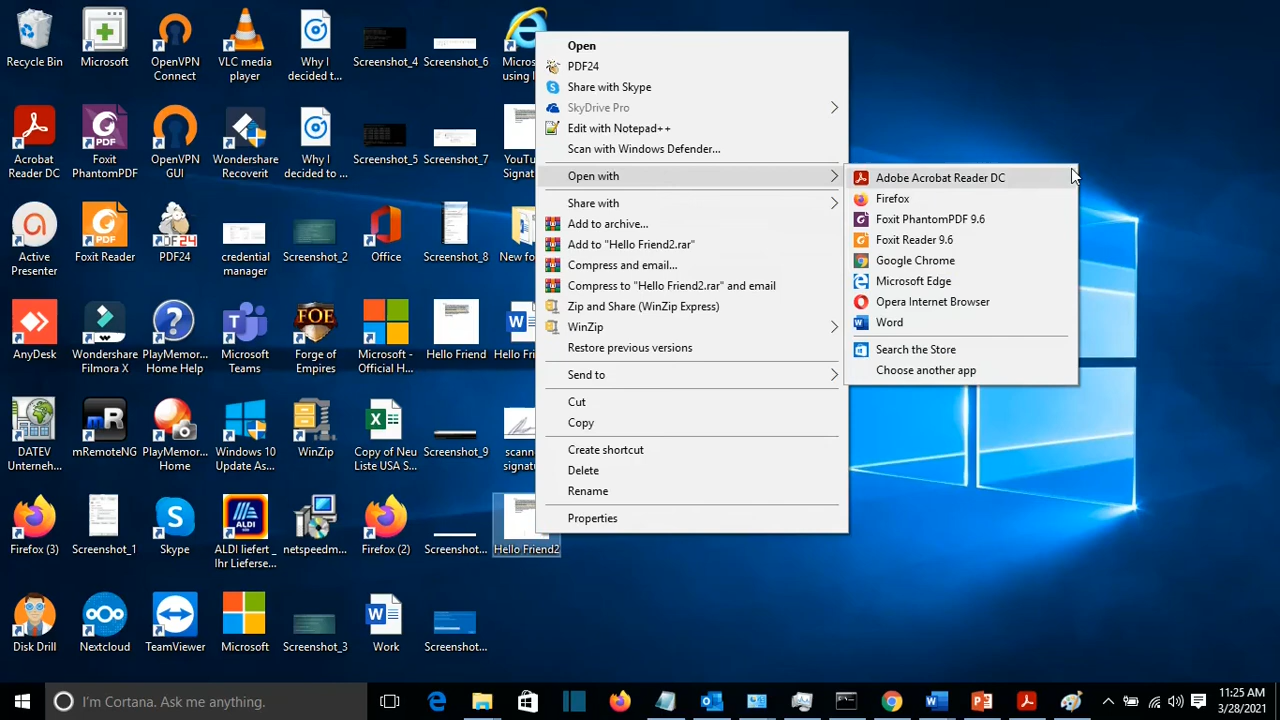 Recycle Bin
Microsoft
OpenVPN
Connect
VLC media
player
Why I
decided t...
Screenshot_4
Screenshot_6
Acrobat
Reader DC
Foxit
PhantomPDF
OpenVPN
GUI
Wondershare
Recoverit
Why I
decided to ...
Screenshot_5
Screenshot_7
Active
Presenter
Foxit Reader
PDF24
credential
manager
Screenshot_2
Office
Screenshot_8
New fo
AnyDesk
Wondershare
Filmora X
PlayMemor...
Home Help
Microsoft
Teams
Forge of
Empires
Microsoft -
Official H...
Hello Friend
Hello Fri
DATEV
Unterneh...
mRemoteNG
PlayMemor...
Home
Windows 10
Update As...
WinZip
Copy of Neu
Liste USA S...
Screenshot_9
scann
signatu
Firefox (3)
Screenshot_1
Skype
ALDI liefert _
Ihr Lieferse...
netspeedm...
Firefox (2)
Screenshot...
Hello Friend2
Disk Drill
Nextcloud
TeamViewer
Microsoft
Screenshot_3
Work
Screenshot...
Open
PDF24
Share with Skype
SkyDrive Pro
Edit with Notepad++
Scan with Windows Defender...
Open with
Share with
Add to archive...
Add to "Hello Friend2.rar"
Compress and email...
Compress to "Hello Friend2.rar" and email
Zip and Share (WinZip Express)
WinZip
Restore previous versions
Send to
Cut
Copy
Create shortcut
Delete
Rename
Properties
Adobe Acrobat Reader DC
Firefox
Foxit PhantomPDF 9.6
Foxit Reader 9.6
Google Chrome
Microsoft Edge
Opera Internet Browser
Word
Search the Store
Choose another app
I'm Cortana. Ask me anything.
11:25 AM
3/28/2021